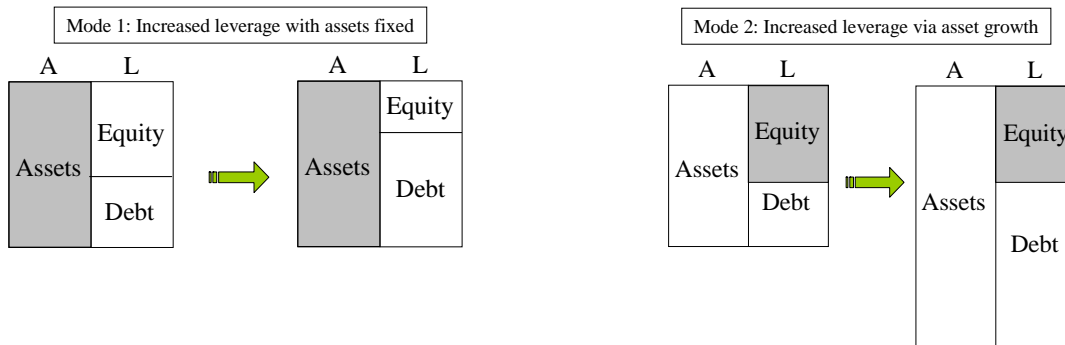 Mode 1: Increased leverage with assets fixed
A L
Assets
Equity
Debt
A L
Assets
Equity
Debt
Mode 2: Increased leverage via asset growth
A L
Assets
Equity
Debt
A L
Assets
Equity
Debt